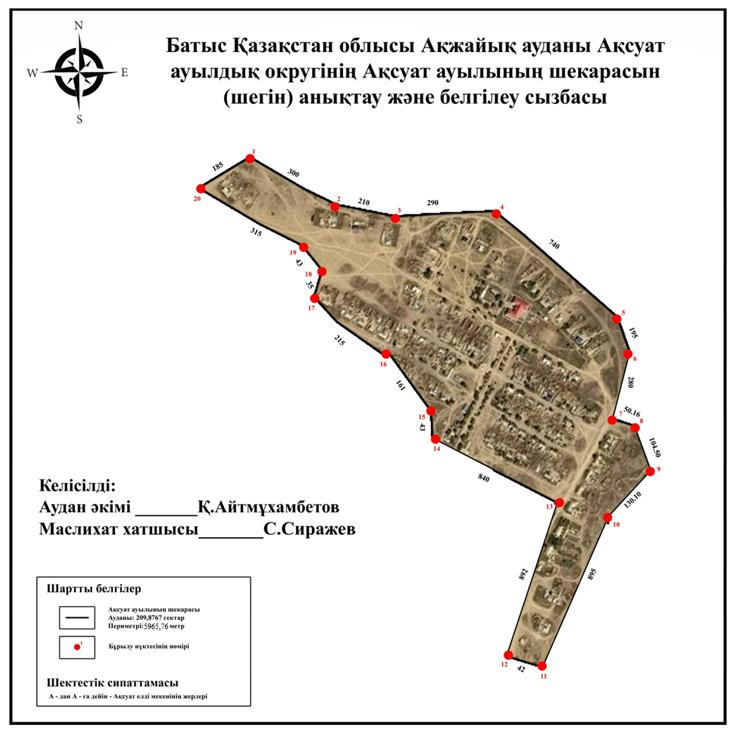 N
W E
S
Батыс Қазақстан облысы Ақжайық ауданы Ақсуат
ауылдық округінің Ақсуат ауылының шекарасын
(шегін) анықтау және белгілеу сызбасы
1
185
300
20
2
210
3
290
4
315
740
19
43
18
35
17
5
195
6
215
16
280
161
7
50.16
8
15
43
14
104.50
9
840
130.10
13
10
Келісілді:
Аудан әкімі _______Қ.Айтмұхамбетов
Маслихат хатшысы_______С.Сиражев
892
895
12
42
11
Шартты белгілер
Ақсуат ауылының шекарасы
Ауданы: 209,8767 гектар
Периметрі:5965,76 метр
1
Бұрылу нүктесінің нөмірі
Шектестік сипаттамасы
А - дан А - ға дейін - Ақсуат елді мекенінің жерлері